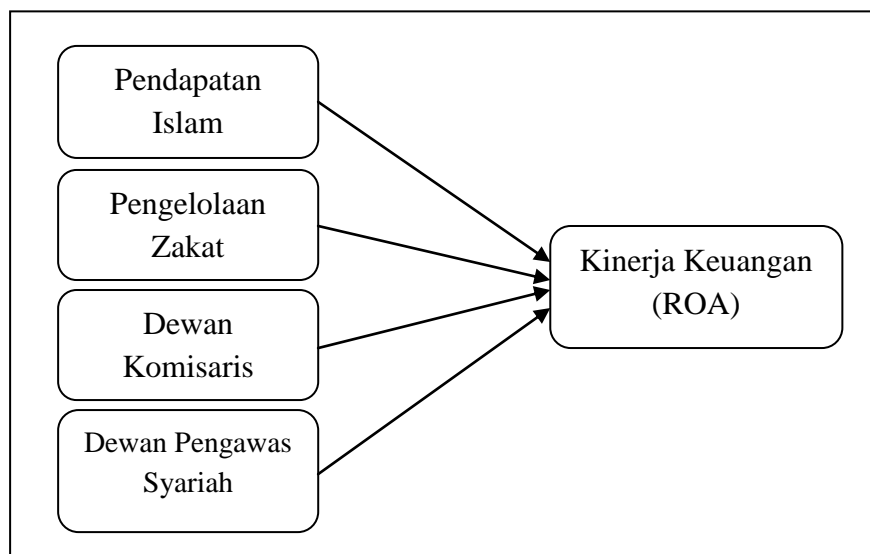 Pendapatan
Islam
Pengelolaan
Zakat
Dewan
Komisaris
Dewan Pengawas
Syariah
Kinerja Keuangan
(ROA)